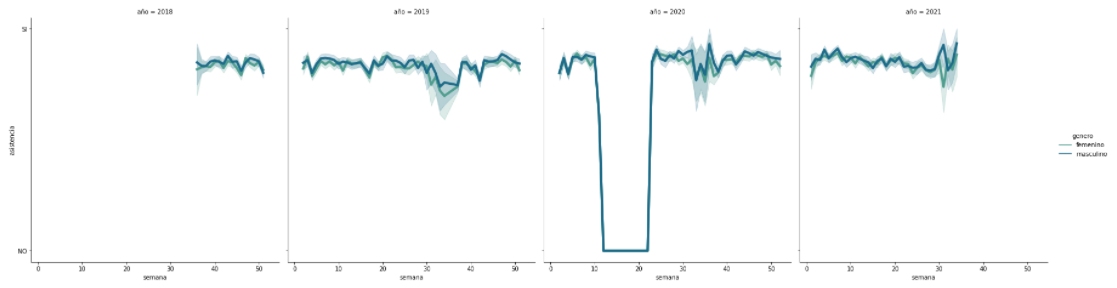 año = 2018
año = 2019
año = 2020
año = 2021
SI
asistencia
NO
0 10 20 30 40 50
0 10 20 30 40 50
0 10 20 30 40 50
0 10 20 30 40 50
semana
semana
semana
semana
genero
femenino
masculino